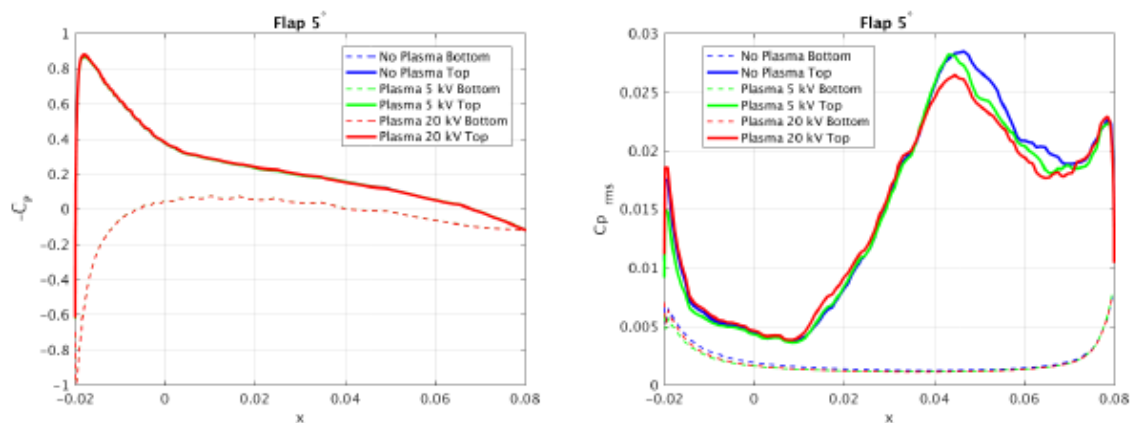 Flap 5°
1
0.8
0.6
0.4
0.2
0
-0.2
-0.4
-0.6
-0.8
-1
-0.02
0
0.02
0.04
0.06
0.08
x
-Cp
No Plasma Bottom
No Plasma Top
Plasma 5 kV Bottom
Plasma 5 kV Top
Plasma 20 kV Bottom
Plasma 20 kV Top
Flap 5°
0.03
0.025
0.02
0.015
0.01
0.005
0
-0.02
0
0.02
0.04
0.06
0.08
x
Cp rms
No Plasma Bottom
No Plasma Top
Plasma 5 kV Bottom
Plasma 5 kV Top
Plasma 20 kV Bottom
Plasma 20 kV Top